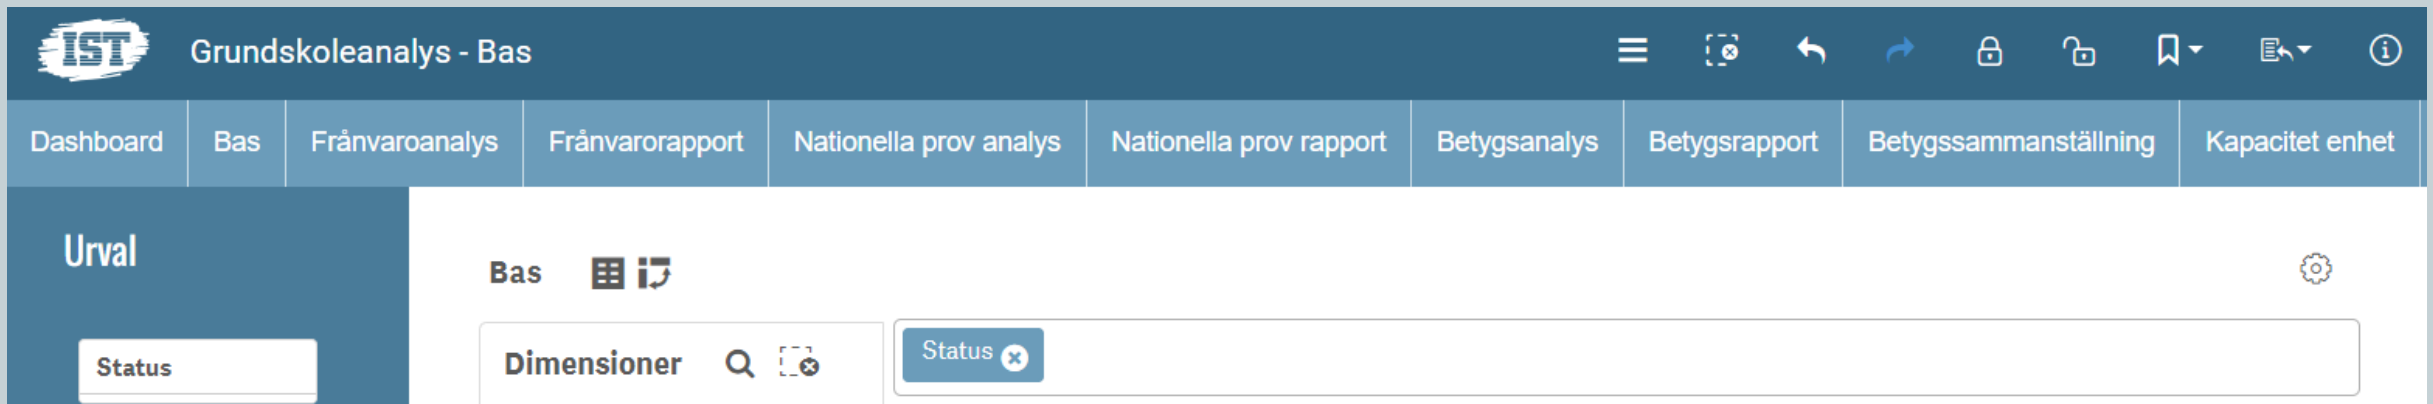 IST Grundskoleanalys - Bas
Dashboard Bas Frånvaroanalys Frånvarorapport Nationella prov analys Nationella prov rapport Betygsanalys Betygsrapport Betygssammanställning Kapacitet enhet
Urval
Bas
Dimensioner
Status
Status